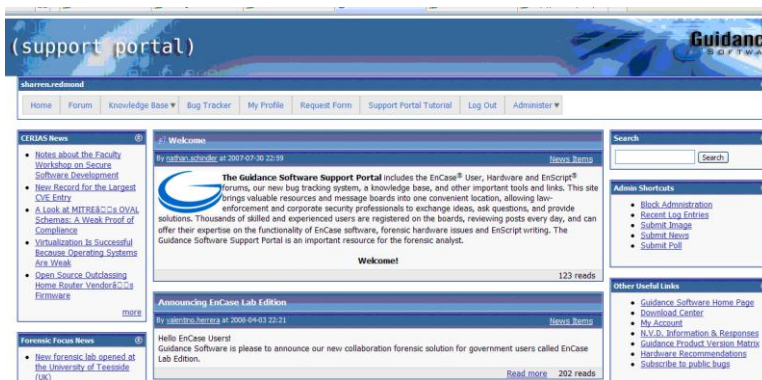 (support portal)
Guidanc
SOFTWA
sharren.redmond
Home Forum Knowledge Base Bug Tracker My Profile Request Form Support Portal Tutorial Log Out Administer
CERIAS News
Notes about the Faculty
Workshop on Secure
Software Development
New Record for the Largest
CVE Entry
A Look at MITREâ□□s OVAL
Schemas: A Weak Proof of
Compliance
Virtualization Is Successful
Because Operating Systems
Are Weak
Open Source Outclassing
Home Router Vendorâ□□s
Firmware
more
Forensic Focus News
New forensic lab opened at
the University of Teesside
(UK)
Welcome
By nathan.schindler at 2007-07-30 22:59 News Items
The Guidance Software Support Portal includes the EnCase® User, Hardware and EnScript®
forums, our new bug tracking system, a knowledge base, and other important tools and links. This site
brings valuable resources and message boards into one convenient location, allowing law-
enforcement and corporate security professionals to exchange ideas, ask questions, and provide
solutions. Thousands of skilled and experienced users are registered on the boards, reviewing posts every day, and can
offer their expertise on the functionality of EnCase software, forensic hardware issues and EnScript writing. The
Guidance Software Support Portal is an important resource for the forensic analyst.
Welcome!
123 reads
Announcing EnCase Lab Edition
By valentino.herrera at 2008-04-03 22:21 News Items
Hello EnCase Users!
Guidance Software is please to announce our new collaboration forensic solution for government users called EnCase
Lab Edition.
Read more 202 reads
Search
Search
Admin Shortcuts
Block Administration
Recent Log Entries
Submit Image
Submit News
Submit Poll
Other Useful Links
Guidance Software Home Page
Download Center
My Account
N.V.D. Information & Responses
Guidance Product Version Matrix
Hardware Recommendations
Subscribe to public bugs